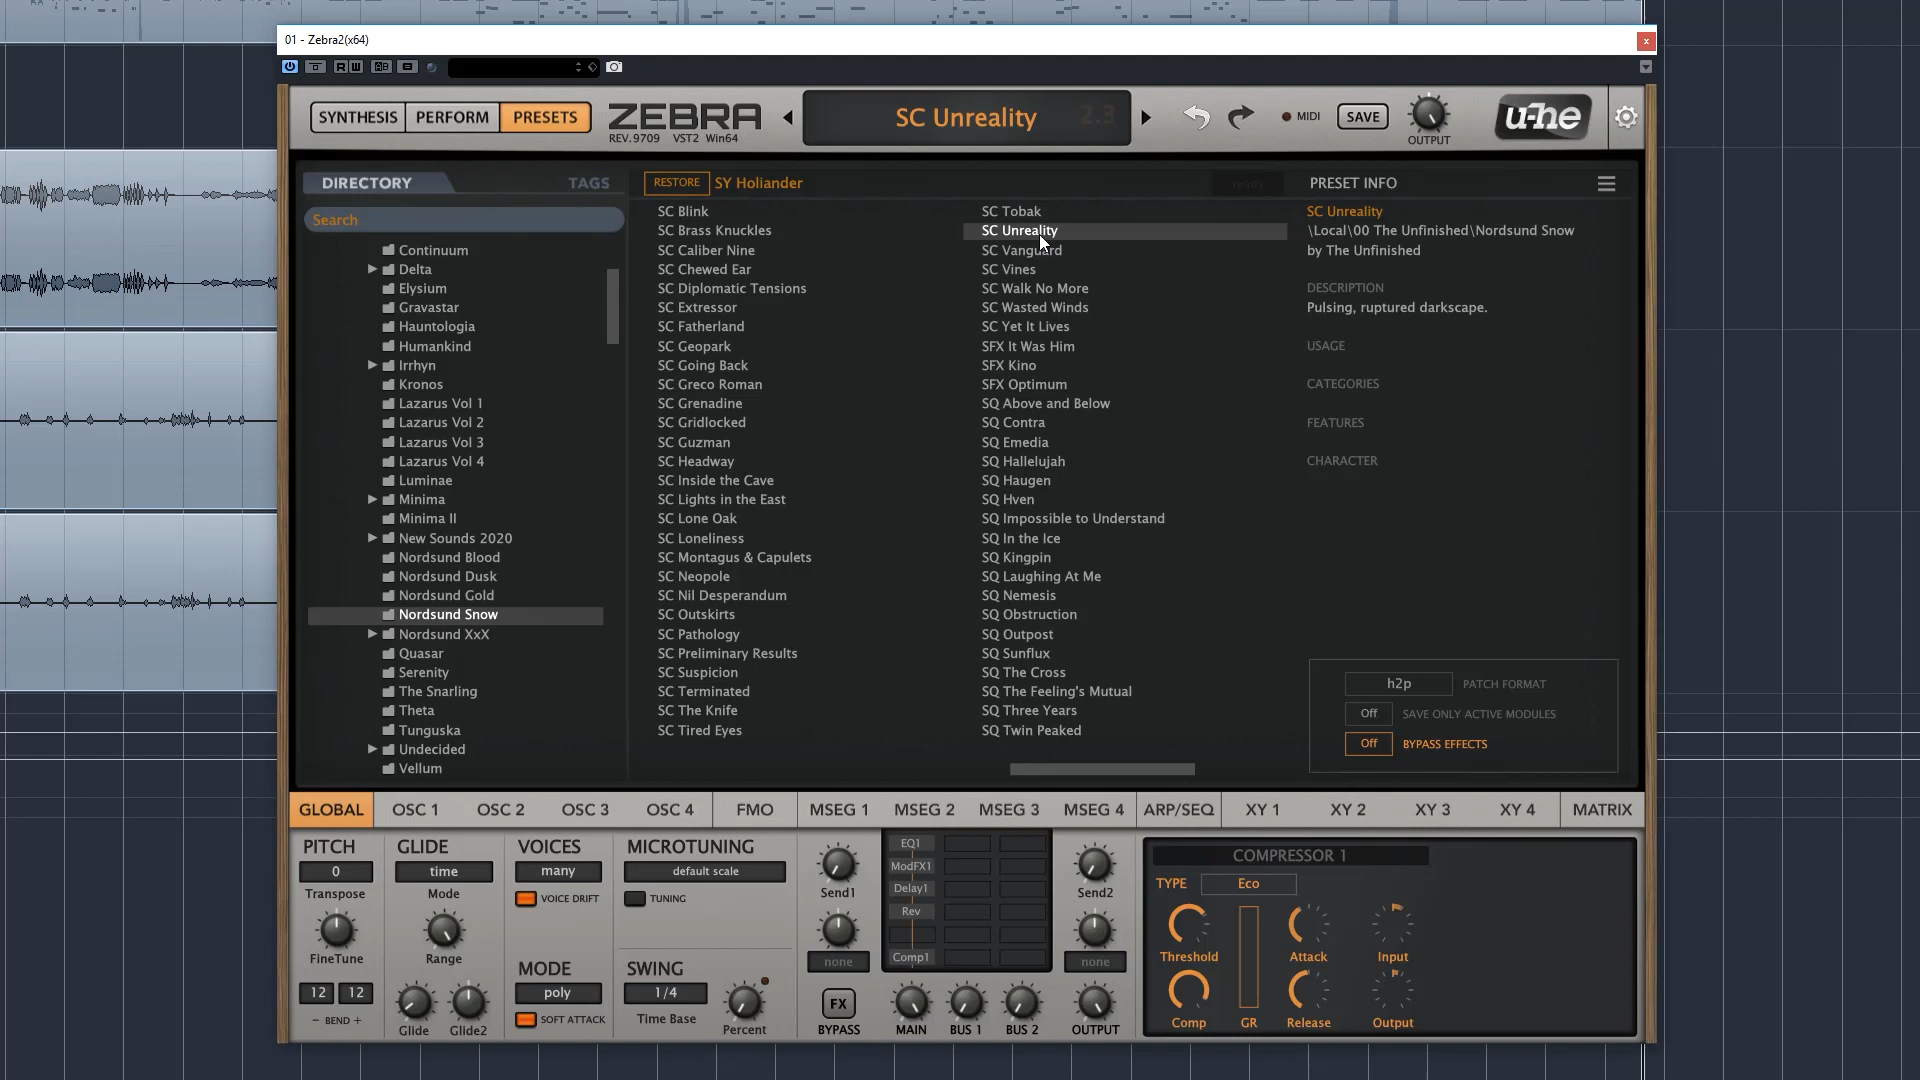 01 - Zebra2(x64)
R W
SYNTHESIS PERFORM PRESETS
ZEBRA
REV.9709 VST2 Win64
SC Unreality
2.3
MIDI
SAVE
OUTPUT
u-he
DIRECTORY
TAGS
Search
Continuum
Delta
Elysium
Gravastar
Hauntologia
Humankind
Irrhyn
Kronos
Lazarus Vol 1
Lazarus Vol 2
Lazarus Vol 3
Lazarus Vol 4
Luminae
Minima
Minima II
New Sounds 2020
Nordsund Blood
Nordsund Dusk
Nordsund Gold
Nordsund Snow
Nordsund XxX
Quasar
Serenity
The Snarling
Theta
Tunguska
Undecided
Vellum
RESTORE SY Holiander
SC Blink
SC Brass Knuckles
SC Caliber Nine
SC Chewed Ear
SC Diplomatic Tensions
SC Extressor
SC Fatherland
SC Geopark
SC Going Back
SC Greco Roman
SC Grenadine
SC Gridlocked
SC Guzman
SC Headway
SC Inside the Cave
SC Lights in the East
SC Lone Oak
SC Loneliness
SC Montagus & Capulets
SC Neopole
SC Nil Desperandum
SC Outskirts
SC Pathology
SC Preliminary Results
SC Suspicion
SC Terminated
SC The Knife
SC Tired Eyes
SC Tobak
SC Unreality
SC Vanguard
SC Vines
SC Walk No More
SC Wasted Winds
SC Yet It Lives
SFX It Was Him
SFX Kino
SFX Optimum
SQ Above and Below
SQ Contra
SQ Emedia
SQ Hallelujah
SQ Haugen
SQ Hven
SQ Impossible to Understand
SQ In the Ice
SQ Kingpin
SQ Laughing At Me
SQ Nemesis
SQ Obstruction
SQ Outpost
SQ Sunflux
SQ The Cross
SQ The Feeling's Mutual
SQ Three Years
SQ Twin Peaked
PRESET INFO
SC Unreality
\Local\00 The Unfinished\Nordsund Snow
by The Unfinished
DESCRIPTION
Pulsing, ruptured darkscape.
USAGE
CATEGORIES
FEATURES
CHARACTER
h2p PATCH FORMAT
Off SAVE ONLY ACTIVE MODULES
Off BYPASS EFFECTS
GLOBAL OSC 1 OSC 2 OSC 3 OSC 4 FMO MSEG 1 MSEG 2 MSEG 3 MSEG 4 ARP/SEQ XY 1 XY 2 XY 3 XY 4 MATRIX
PITCH
0
Transpose
FineTune
12 12
− BEND +
GLIDE
time
Mode
Range
Glide Glide2
VOICES
many
VOICE DRIFT
MODE
poly
SOFT ATTACK
MICROTUNING
default scale
TUNING
SWING
1/4
Time Base
Percent
Send1
none
FX
BYPASS
EQ1
ModFX1
Delay1
Rev
Comp1
MAIN BUS 1 BUS 2
Send2
none
OUTPUT
COMPRESSOR 1
TYPE Eco
Threshold Attack Input
Comp GR Release Output